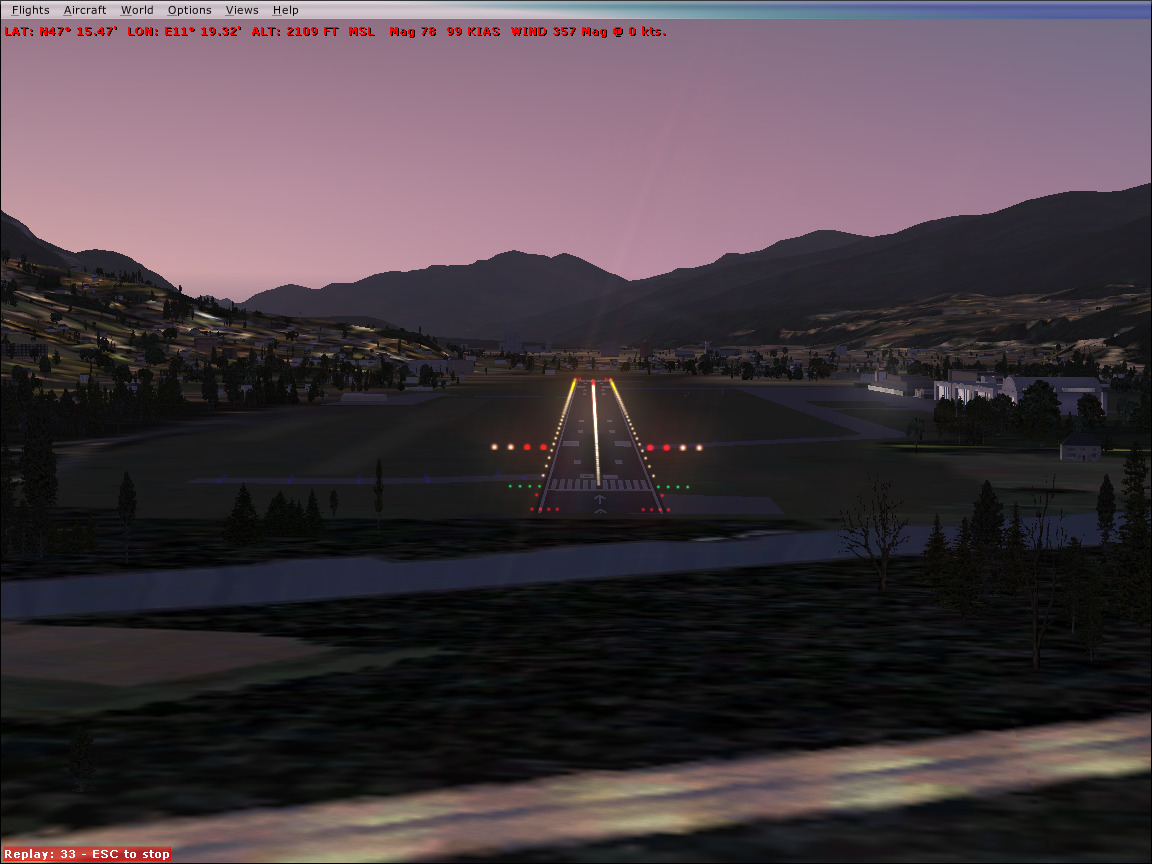 Flights Aircraft World Options Views Help
LAT: N47° 15.47' LON: E11° 19.32' ALT: 2109 FT MSL Mag 78 99 KIAS WIND 357 Mag @ 0 kts.
Replay: 33 - ESC to stop